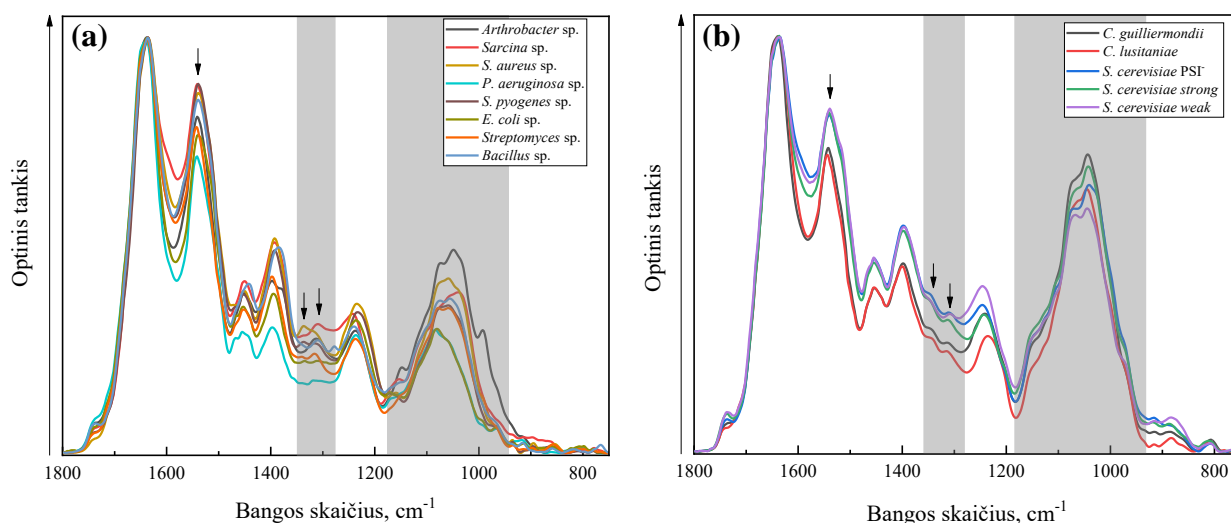 (a)
Arthrobacter sp.
Sarcina sp.
S. aureus sp.
P. aeruginosa sp.
S. pyogenes sp.
E. coli sp.
Streptomyces sp.
Bacillus sp.
Optinis tankis
1800 1600 1400 1200 1000 800
Bangos skaičius, cm⁻¹
(b)
C. guilliermondii
C. lusitaniae
S. cerevisiae PSI⁻
S. cerevisiae strong
S. cerevisiae weak
Optinis tankis
1800 1600 1400 1200 1000 800
Bangos skaičius, cm⁻¹